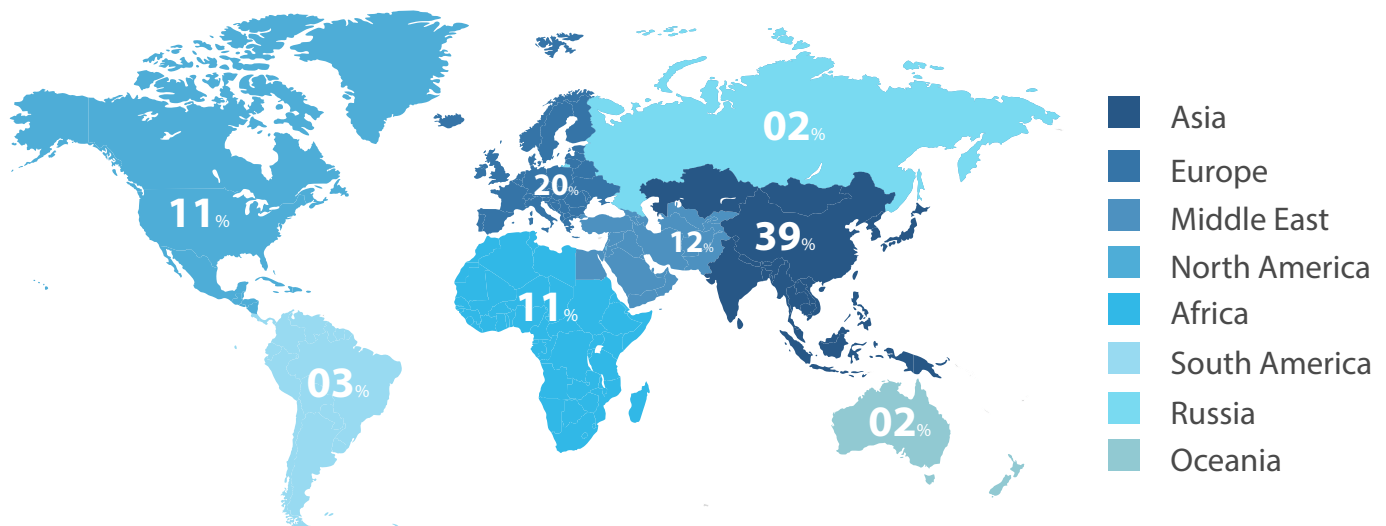 02%
20%
11%
12%
39%
11%
03%
02%
Asia
Europe
Middle East
North America
Africa
South America
Russia
Oceania